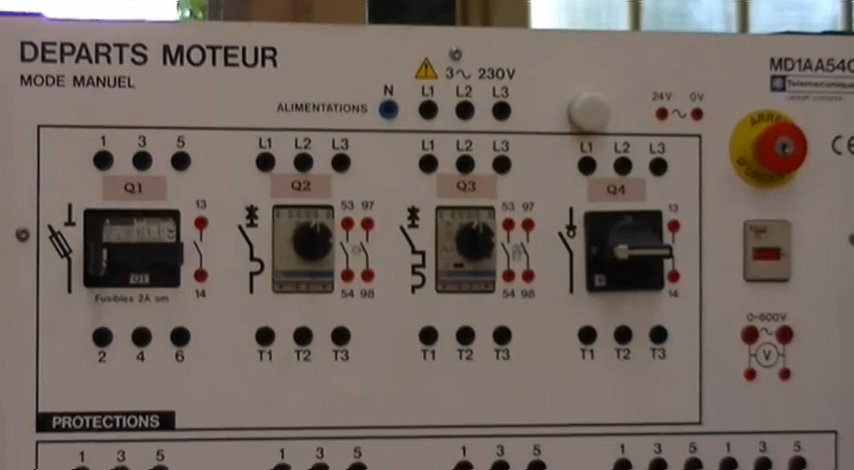 DEPARTS MOTEUR
MODE MANUEL
3~ 230V
N L1 L2 L3
ALIMENTATIONS
MD1AA540
Telemecanique
24V ~ 0V
ARRET
D'URGENCE
CE
1 3 5
L1 L2 L3
L1 L2 L3
L1 L2 L3
Q1
Q2
Q3
Q4
13
53 97
53 97
13
Q1
14
54 98
54 98
14
Fusibles 2A am
0-600V
~
V
2 4 6
T1 T2 T3
T1 T2 T3
T1 T2 T3
PROTECTIONS
1 3 5
1 3 5
1 3 5
1 3 5
1 3 5